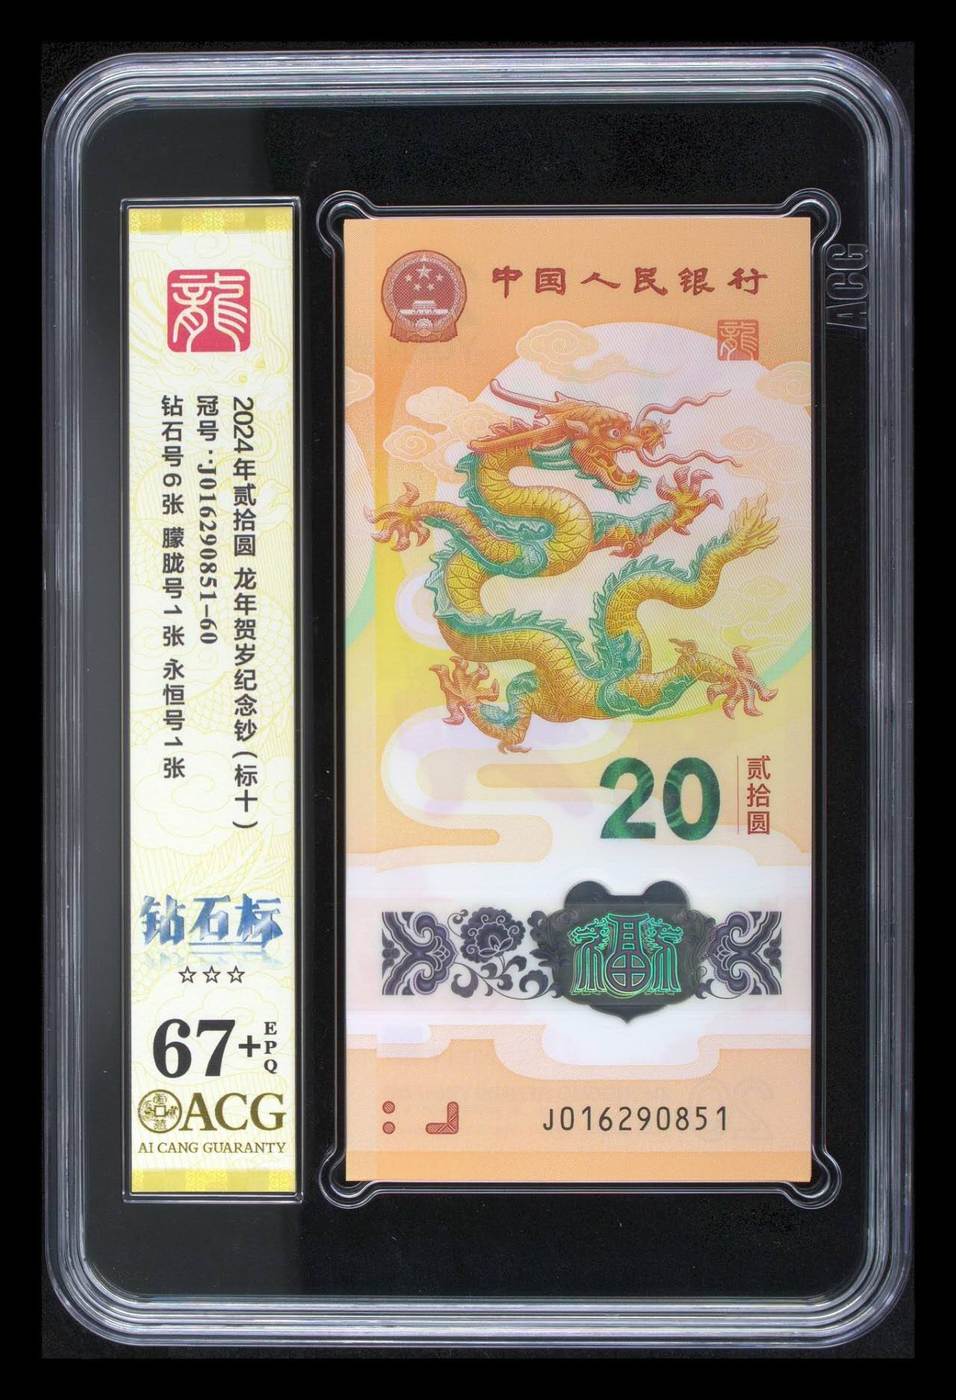 龍
2024年贰拾圆 龙年贺岁纪念钞(标十)
冠号:J016290851-60
钻石号6张 朦胧号1张 永恒号1张
钻石标
☆☆☆
67+EPQ
ACG
AI CANG GUARANTY
中国人民银行
龍
20
贰拾圆
福
J016290851
ACG